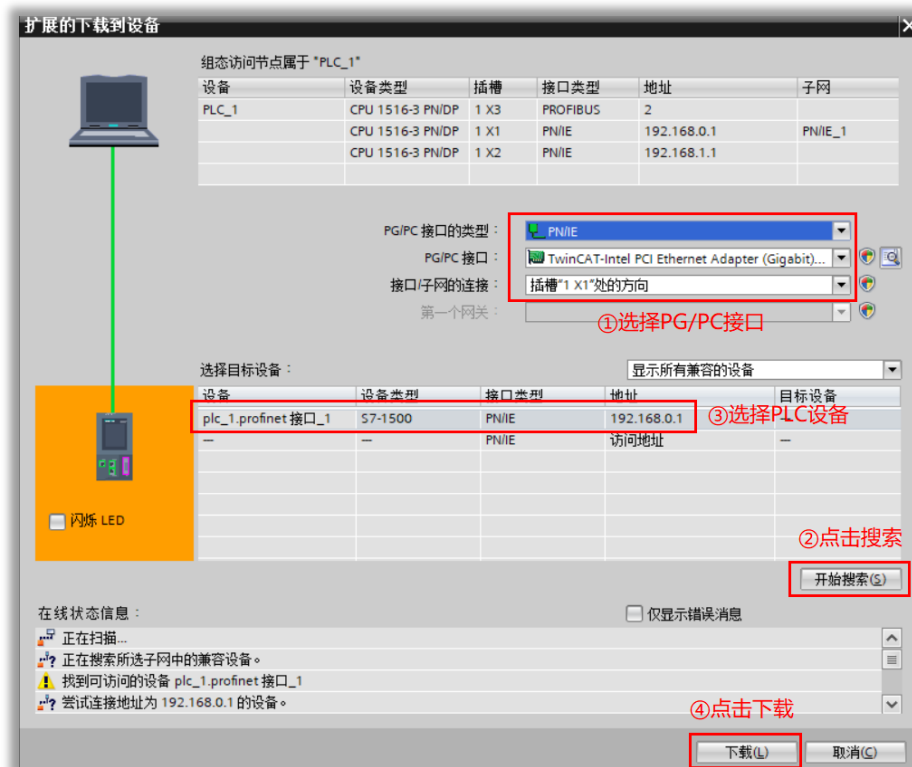 扩展的下载到设备
组态访问节点属于 "PLC_1"
设备 设备类型 插槽 接口类型 地址 子网
PLC_1 CPU 1516-3 PN/DP 1 X3 PROFIBUS 2
CPU 1516-3 PN/DP 1 X1 PN/IE 192.168.0.1 PN/IE_1
CPU 1516-3 PN/DP 1 X2 PN/IE 192.168.1.1
PG/PC 接口的类型： PN/IE
PG/PC 接口： TwinCAT-Intel PCI Ethernet Adapter (Gigabit)...
接口/子网的连接： 插槽"1 X1"处的方向
第一个网关：
①选择PG/PC接口
选择目标设备： 显示所有兼容的设备
设备 设备类型 接口类型 地址 目标设备
plc_1.profinet 接口_1 S7-1500 PN/IE 192.168.0.1 —
③选择PLC设备
— — PN/IE 访问地址 —
闪烁 LED
②点击搜索
开始搜索(S)
在线状态信息： 仅显示错误消息
正在扫描...
正在搜索所选子网中的兼容设备。
找到可访问的设备 plc_1.profinet 接口_1
尝试连接地址为 192.168.0.1 的设备。
④点击下载
下载(L) 取消(C)